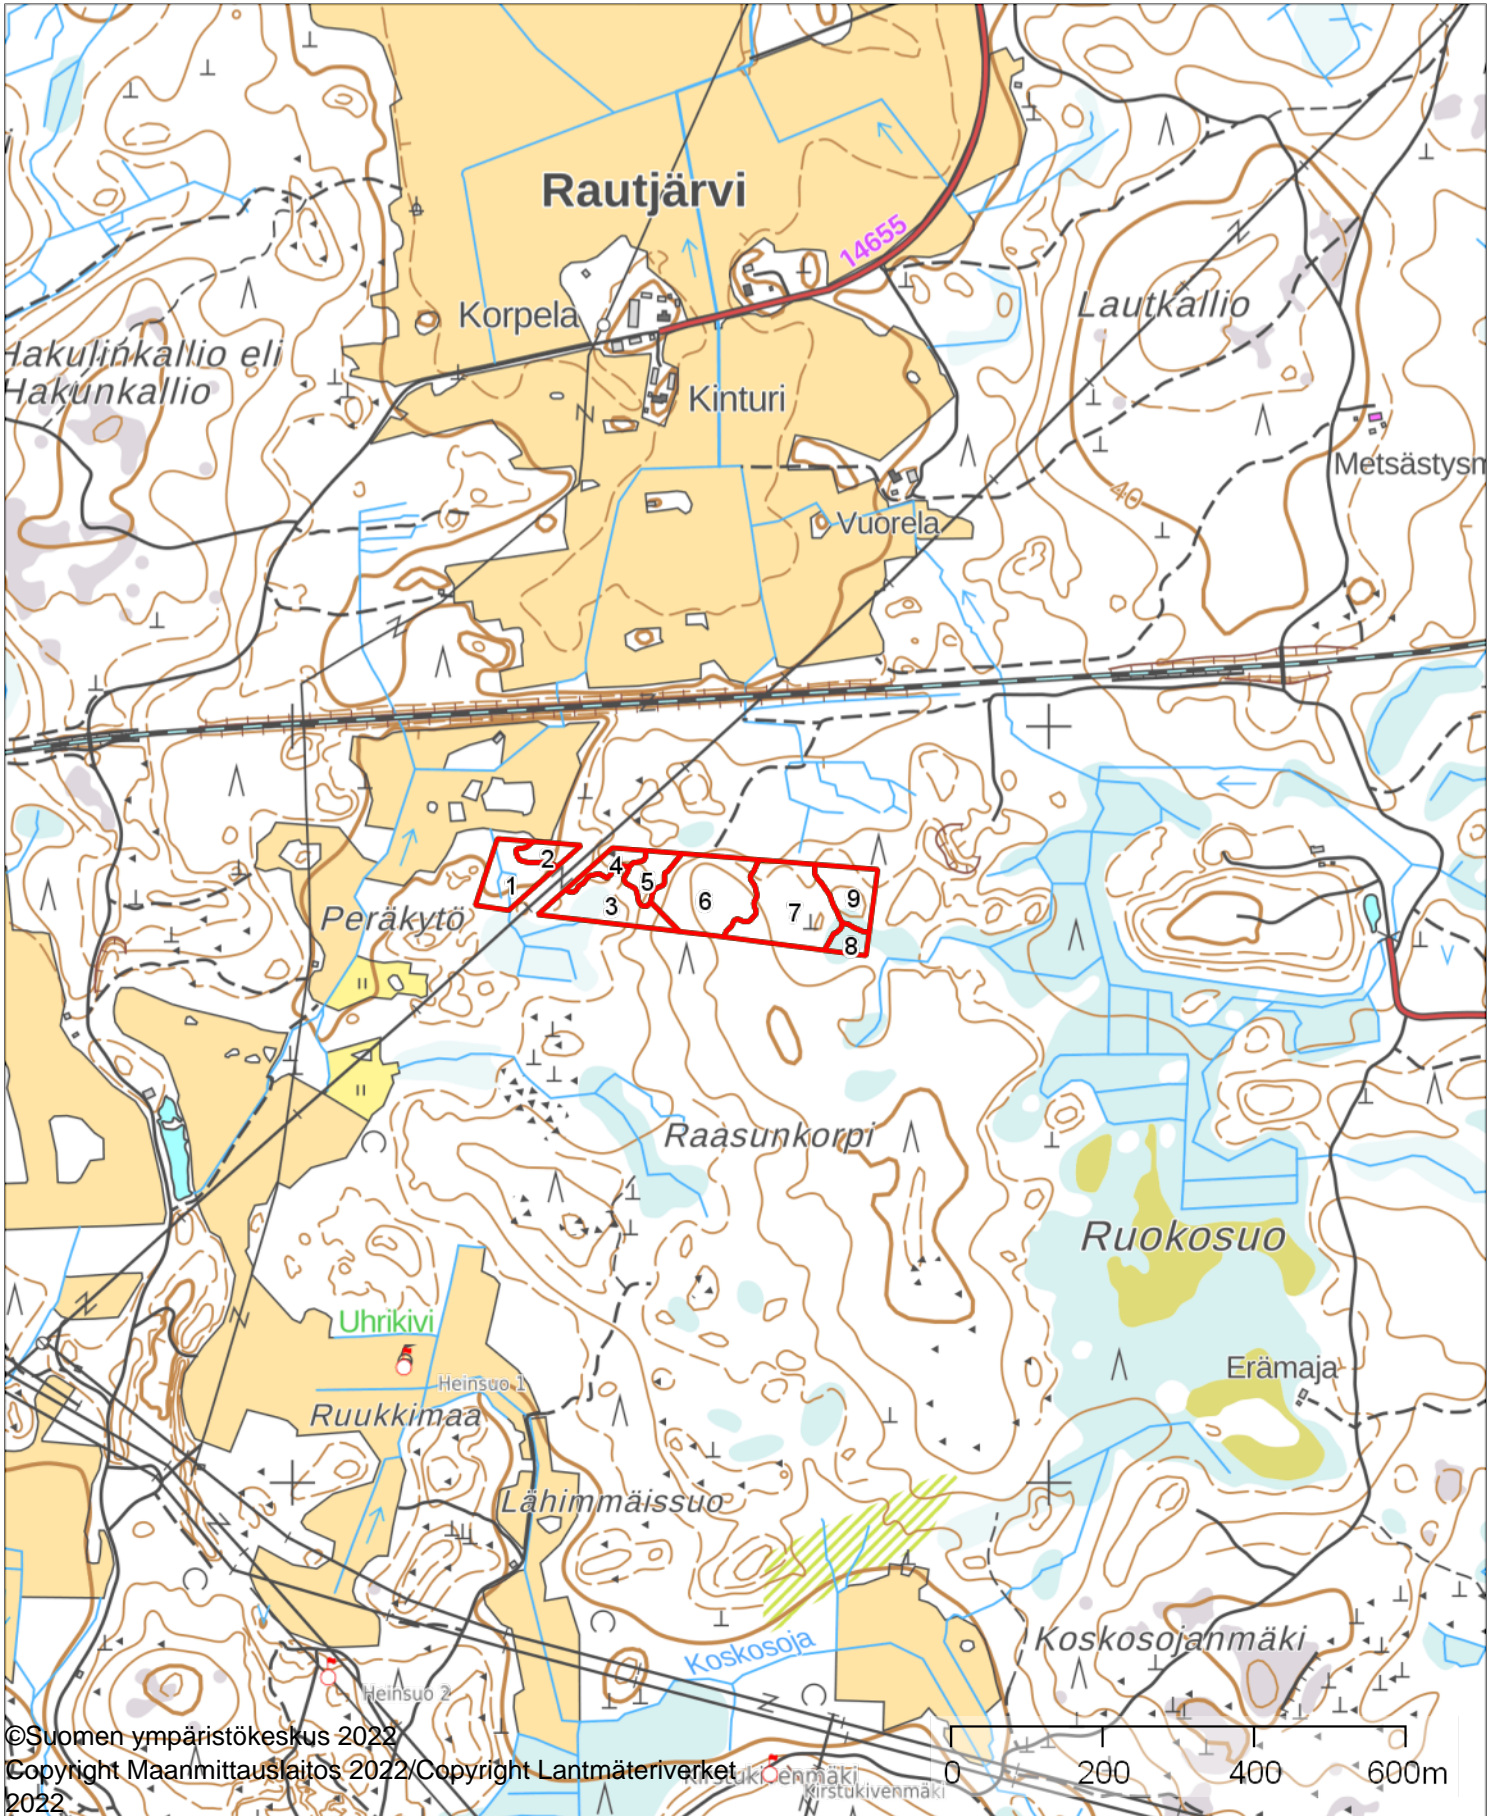 Rautjärvi
14655
Korpela
Lautkallio
Hakulinkallio eli
Hakunkallio
Kinturi
Metsästysm
40
Vuorela
1
2
3
4
5
6
7
8
9
Peräkytö
Raasunkorpi
Ruokosuo
Uhrikivi
Heinsuo 1
Erämaja
Ruukkimaa
Lähimmäissuo
Koskosoja
Koskosojanmäki
Heinsuo 2
Kirstukivenmäki
Kirstukivenmäki
0 200 400 600m
©Suomen ympäristökeskus 2022
Copyright Maanmittauslaitos 2022/Copyright Lantmäteriverket
2022